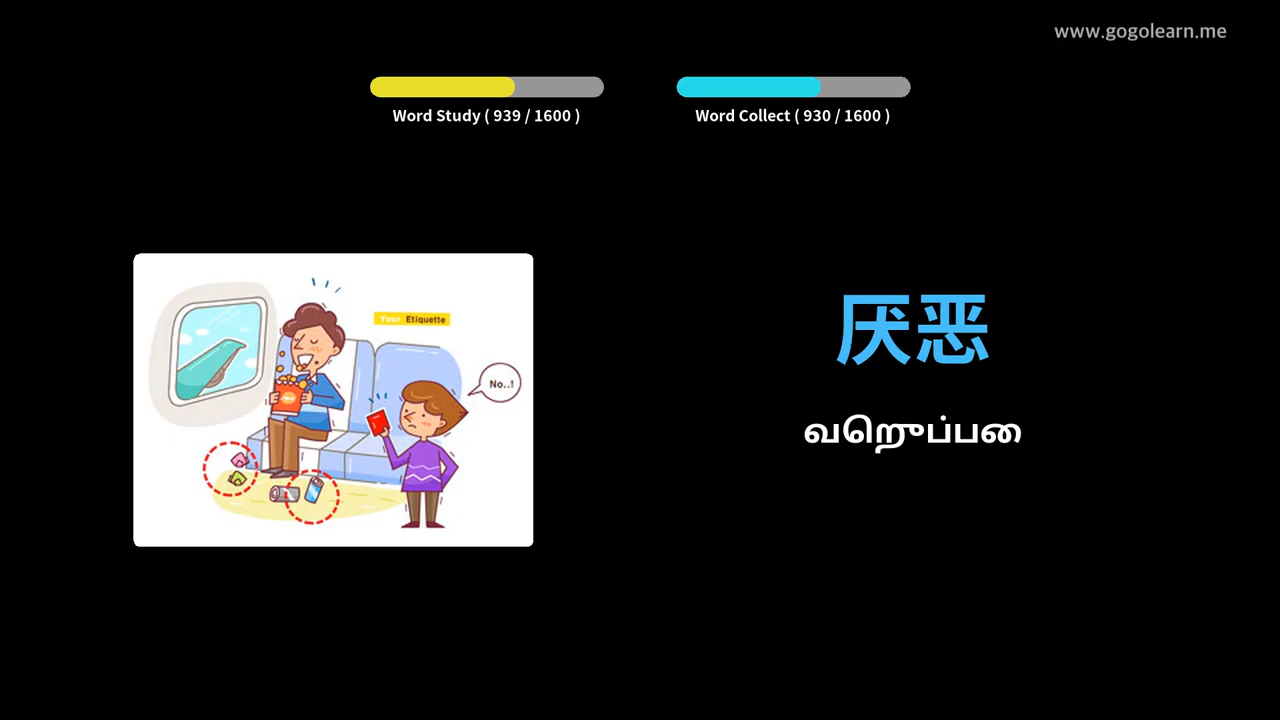 www.gogolearn.me
Word Study ( 939 / 1600 )
Word Collect ( 930 / 1600 )
Your Etiquette
No..!
厌恶
வெறுப்பை